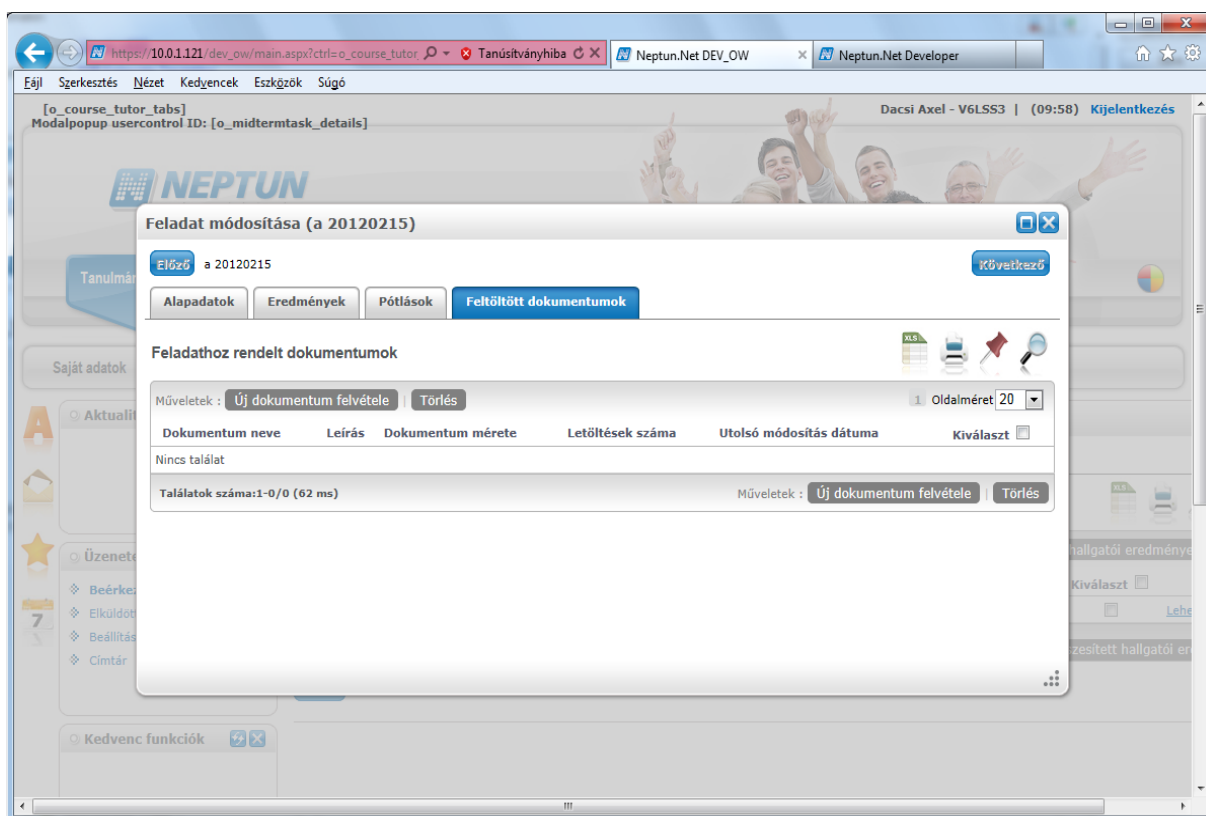 https://10.0.1.121/dev_ow/main.aspx?ctrl=o_course_tutor Tanúsítványhiba Neptun.Net DEV_OW Neptun.Net Developer
Fájl Szerkesztés Nézet Kedvencek Eszközök Súgó
[o_course_tutor_tabs] Dacsi Axel - V6LSS3 | (09:58) Kijelentkezés
Modalpopup usercontrol ID: [o_midtermtask_details]
NEPTUN
Feladat módosítása (a 20120215)
Előző a 20120215 Következő
Tanulmán
Alapadatok Eredmények Pótlások Feltöltött dokumentumok
XLS
Feladathoz rendelt dokumentumok
Saját adatok
Műveletek : Új dokumentum felvétele | Törlés 1 Oldalméret 20
Aktualit
Dokumentum neve Leírás Dokumentum mérete Letöltések száma Utolsó módosítás dátuma Kiválaszt
Nincs találat
Találatok száma:1-0/0 (62 ms) Műveletek : Új dokumentum felvétele | Törlés
XLS
Üzenete hallgatói eredménye
Beérkez Kiválaszt
7 Elküldött Lehe
Beállítás
zesített hallgatói er
Címtár
Kedvenc funkciók